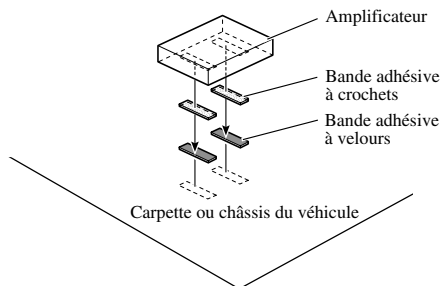 Amplificateur
Bande adhésive
à crochets
Bande adhésive
à velours
Carpette ou châssis du véhicule